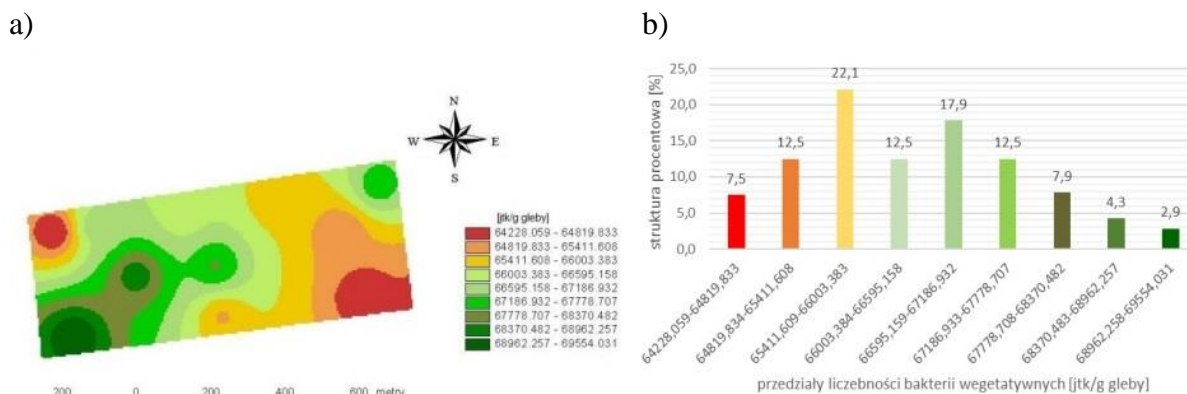 a)
N
W E
S
[jtk/g gleby]
64228.059 - 64819.833
64819.833 - 65411.608
65411.608 - 66003.383
66003.383 - 66595.158
66595.158 - 67186.932
67186.932 - 67778.707
67778.707 - 68370.482
68370.482 - 68962.257
68962.257 - 69554.031
200 0 200 400 600 metry
b)
struktura procentowa [%]
25,0
20,0
15,0
10,0
5,0
0,0
7,5
12,5
22,1
12,5
17,9
12,5
7,9
4,3
2,9
64228,059-64819,833
64819,834-65411,608
65411,609-66003,383
66003,384-66595,158
66595,159-67186,932
67186,933-67778,707
67778,708-68370,482
68370,483-68962,257
68962,258-69554,031
przedziały liczebności bakterii wegetatywnych [jtk/g gleby]